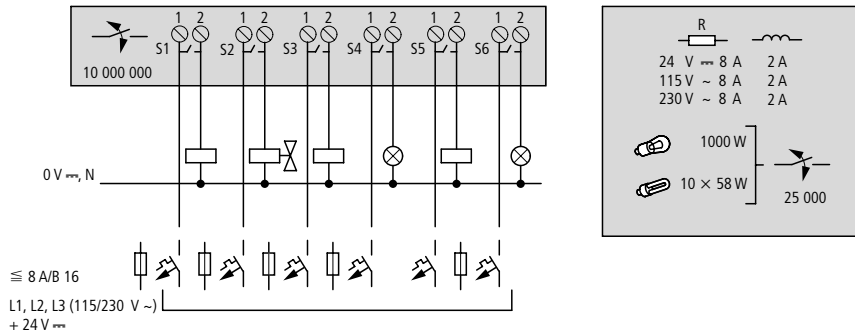 1 2 1 2 1 2 1 2 1 2 1 2
S1 S2 S3 S4 S5 S6
10 000 000
0 V ⎓, N
≦ 8 A/B 16
L1, L2, L3 (115/230 V ~)
+ 24 V ⎓
R
24 V ⎓ 8 A 2 A
115 V ~ 8 A 2 A
230 V ~ 8 A 2 A
1000 W
10 × 58 W
25 000